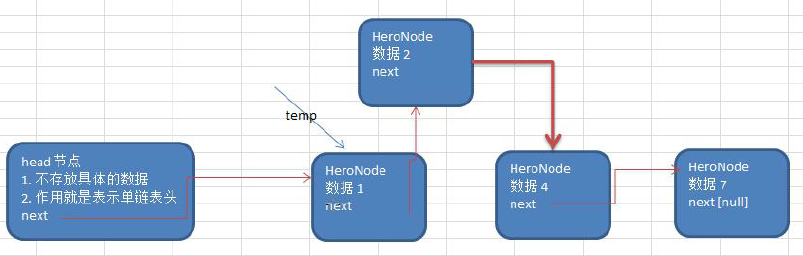 HeroNode
数据 2
next
temp
head 节点
1. 不存放具体的数据
2. 作用就是表示单链表头
next
HeroNode
数据 1
next
HeroNode
数据 4
next
HeroNode
数据 7
next [null]